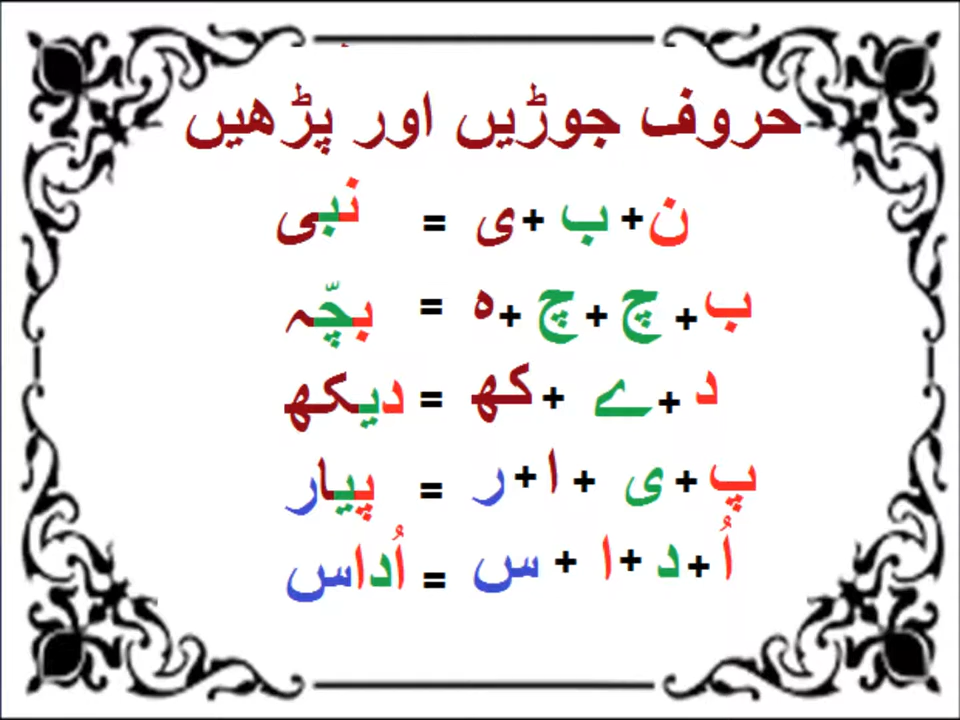 حروف جوڑیں اور پڑھیں
ن + ب + ی = نبی
ب + چ + چ + ہ = بچّہ
د + ے + کھ = دیکھ
پ + ی + ا + ر = پیار
اُ + د + ا + س = اُداس